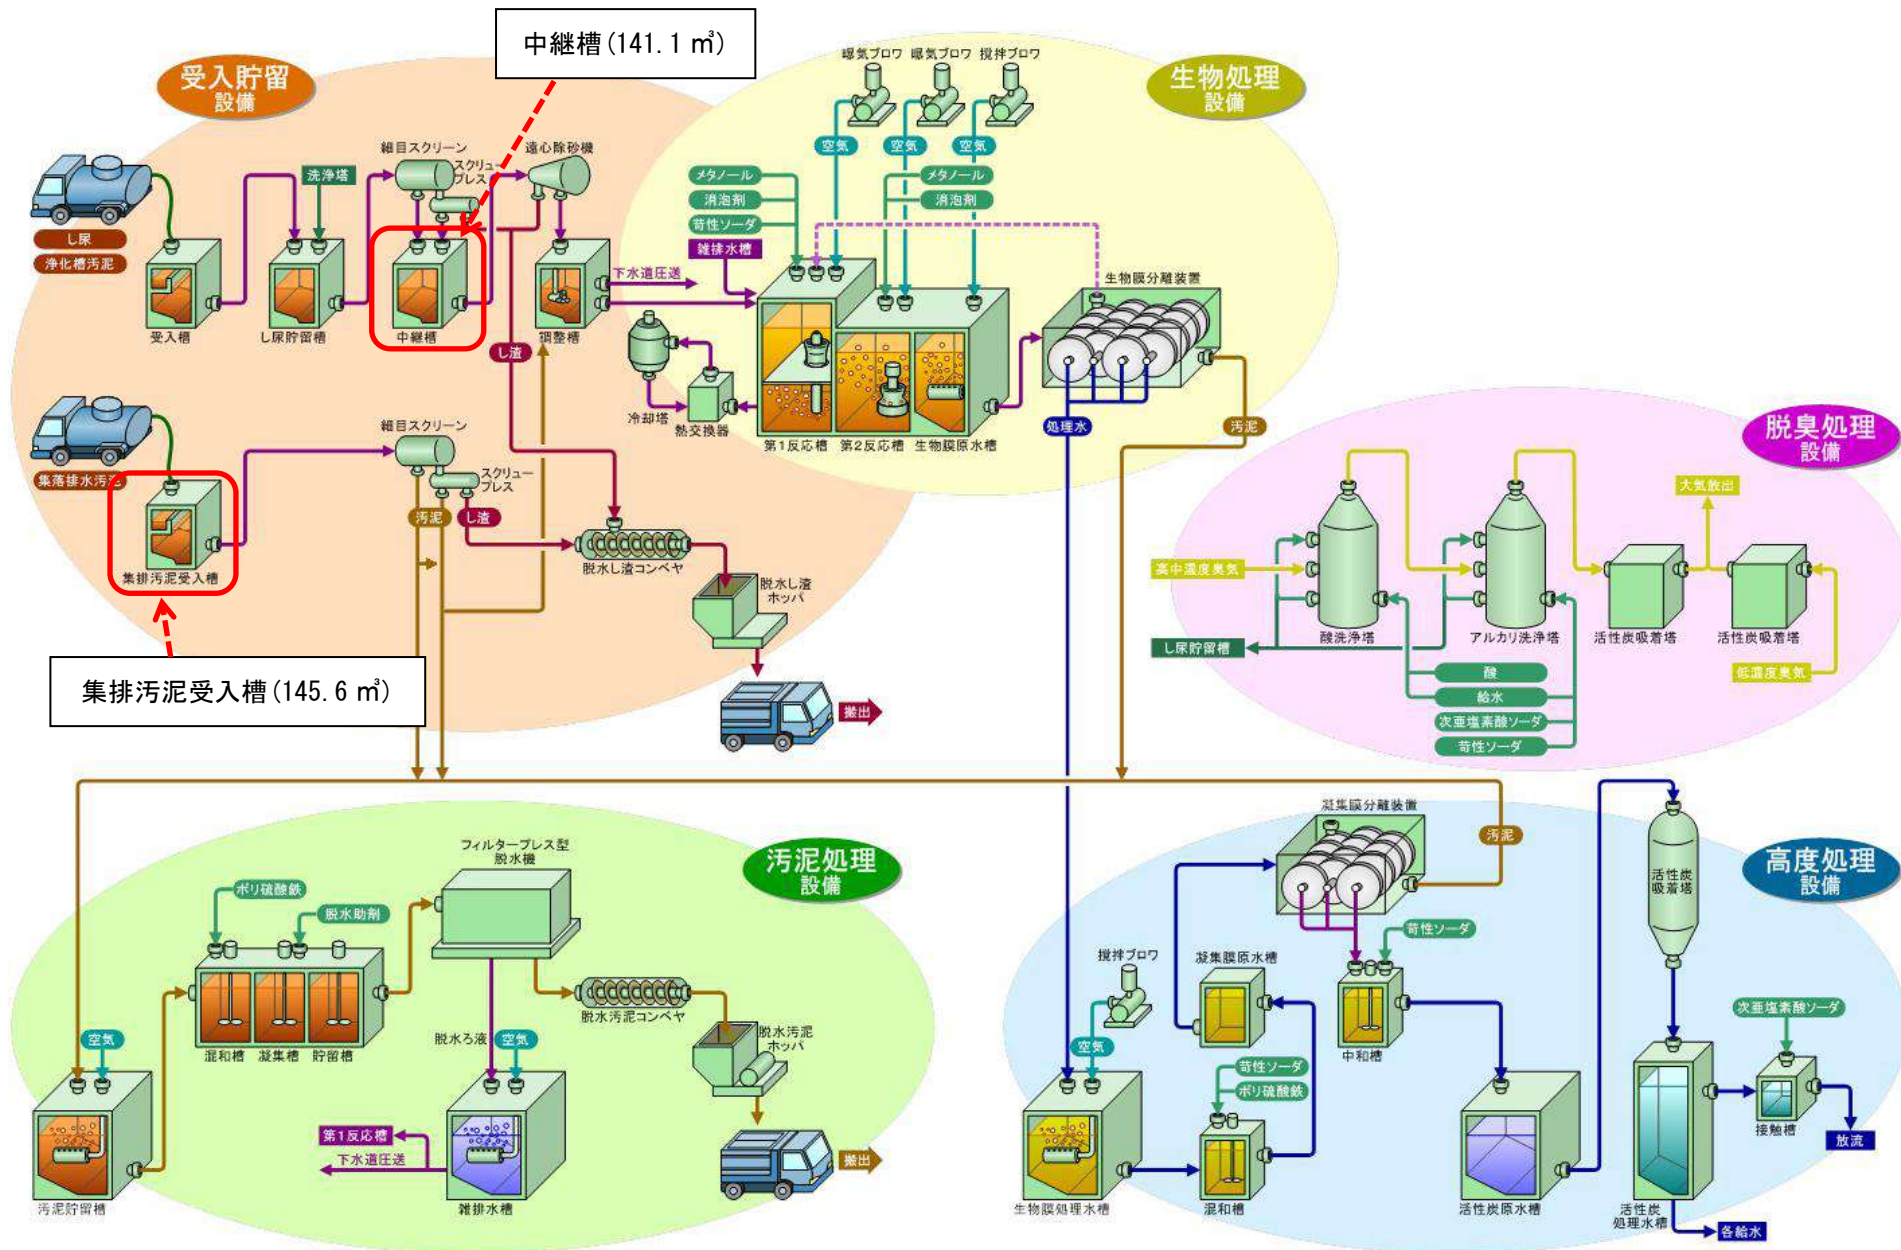 中継槽(141.1㎥)
受入貯留
設備
生物処理
設備
曝気ブロワ
曝気ブロワ
撹拌ブロワ
空気
空気
空気
し尿
浄化槽汚泥
洗浄塔
細目スクリーン
スクリュー
プレス
遠心除砂機
受入槽
し尿貯留槽
中継槽
調整槽
し渣
下水道圧送
メタノール
消泡剤
苛性ソーダ
雑排水槽
メタノール
消泡剤
生物膜分離装置
冷却塔
熱交換器
第1反応槽
第2反応槽
生物膜原水槽
処理水
汚泥
集落排水汚泥
細目スクリーン
スクリュー
プレス
汚泥
し渣
集排汚泥受入槽
脱水し渣コンベヤ
脱水し渣
ホッパ
搬出
集排汚泥受入槽(145.6㎥)
脱臭処理
設備
大気放出
高中濃度臭気
酸洗浄塔
アルカリ洗浄塔
活性炭吸着塔
活性炭吸着塔
し尿貯留槽
低濃度臭気
酸
給水
次亜塩素酸ソーダ
苛性ソーダ
汚泥処理
設備
フィルタープレス型
脱水機
ポリ硫酸鉄
脱水助剤
混和槽
凝集槽
貯留槽
空気
汚泥貯留槽
脱水ろ液
空気
脱水汚泥コンベヤ
脱水汚泥
ホッパ
第1反応槽
下水道圧送
雑排水槽
搬出
高度処理
設備
凝集膜分離装置
汚泥
活性炭
吸着塔
撹拌ブロワ
凝集膜原水槽
苛性ソーダ
中和槽
空気
苛性ソーダ
ポリ硫酸鉄
次亜塩素酸ソーダ
生物膜処理水槽
混和槽
活性炭原水槽
活性炭
処理水槽
接触槽
放流
各給水